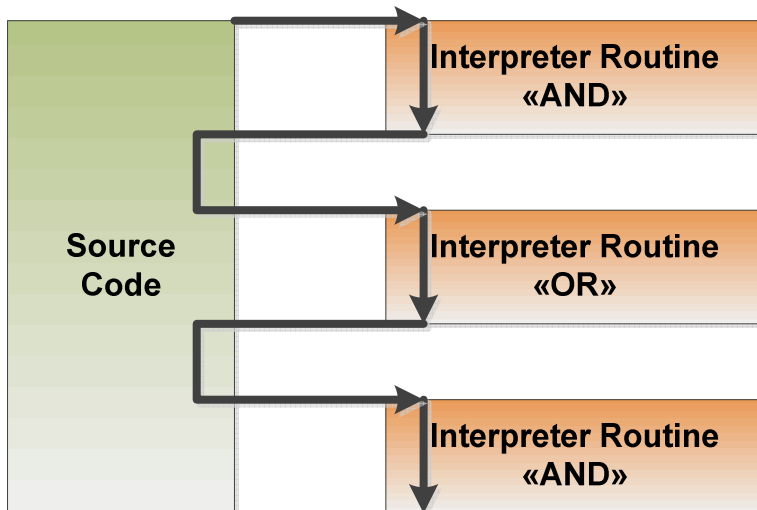 Interpreter Routine
«AND»
Source
Code
Interpreter Routine
«OR»
Interpreter Routine
«AND»